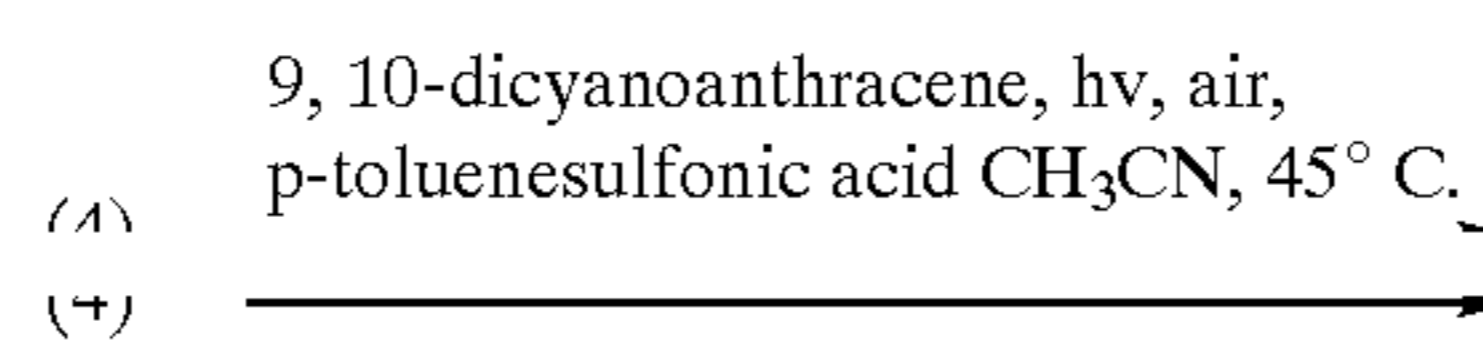 9, 10-dicyanoanthracene, hv, air,
p-toluenesulfonic acid CH₃CN, 45° C.
(4)